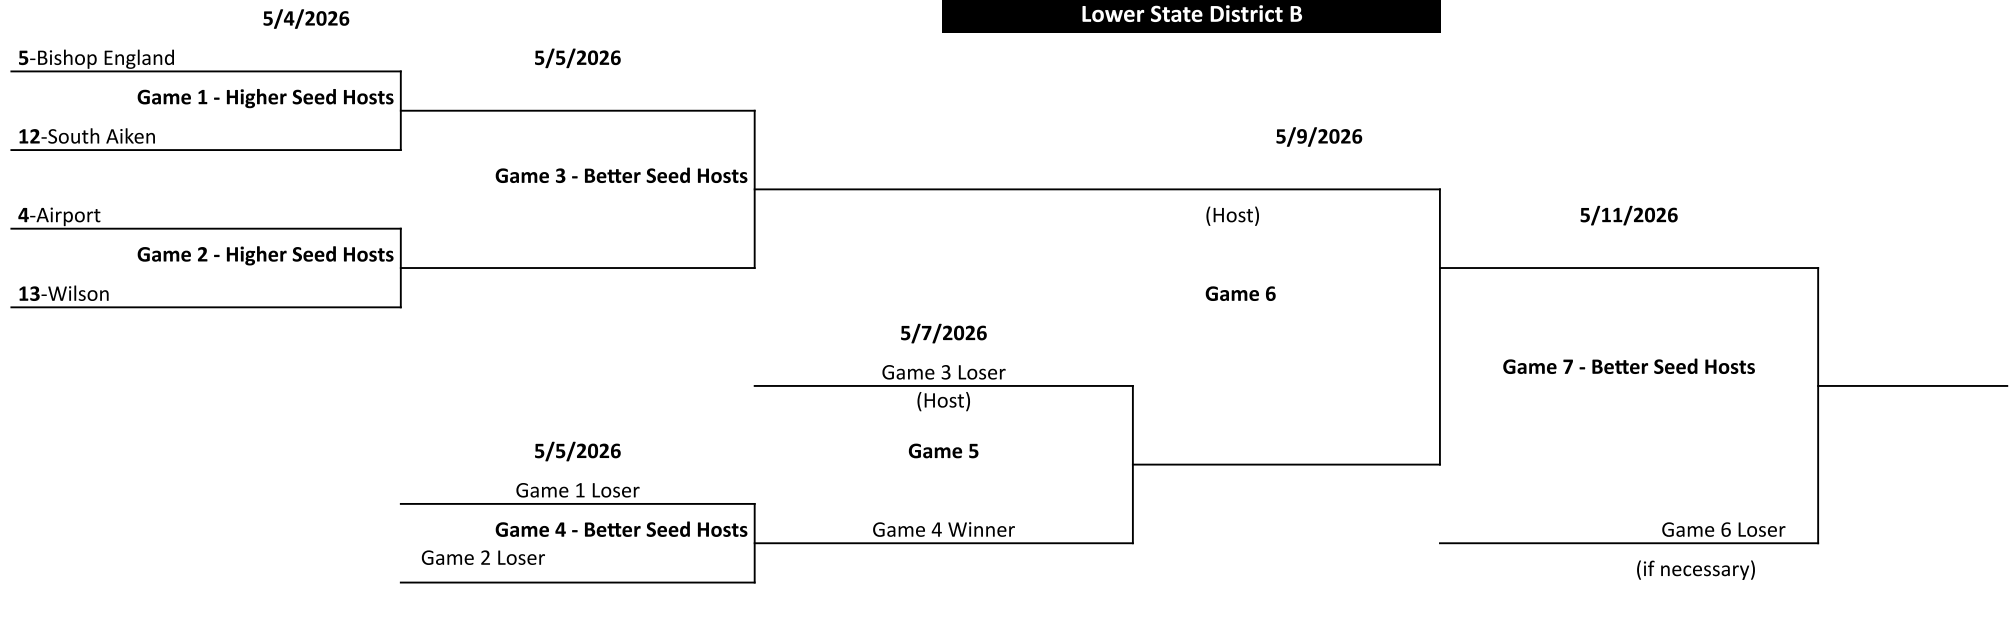 Lower State District B
5/4/2026
5-Bishop England
5/5/2026
Game 1 - Higher Seed Hosts
12-South Aiken
5/9/2026
Game 3 - Better Seed Hosts
4-Airport
(Host)
5/11/2026
Game 2 - Higher Seed Hosts
13-Wilson
Game 6
5/7/2026
Game 3 Loser
Game 7 - Better Seed Hosts
(Host)
5/5/2026
Game 5
Game 1 Loser
Game 4 - Better Seed Hosts
Game 4 Winner
Game 6 Loser
Game 2 Loser
(if necessary)